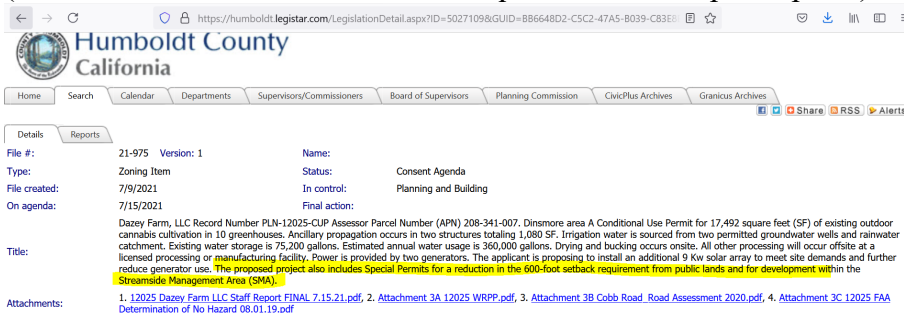 https://humboldt.legistar.com/LegislationDetail.aspx?ID=5027109&GUID=BB6648D2-C5C2-47A5-B039-C83E8
Humboldt County
California
Home Search Calendar Departments Supervisors/Commissioners Board of Supervisors Planning Commission CivicPlus Archives Granicus Archives
Share RSS Alerts
Details Reports
File #: 21-975 Version: 1 Name:
Type: Zoning Item Status: Consent Agenda
File created: 7/9/2021 In control: Planning and Building
On agenda: 7/15/2021 Final action:
Dazey Farm, LLC Record Number PLN-12025-CUP Assessor Parcel Number (APN) 208-341-007. Dinsmore area A Conditional Use Permit for 17,492 square feet (SF) of existing outdoor
cannabis cultivation in 10 greenhouses. Ancillary propagation occurs in two structures totaling 1,080 SF. Irrigation water is sourced from two permitted groundwater wells and rainwater
catchment. Existing water storage is 75,200 gallons. Estimated annual water usage is 360,000 gallons. Drying and bucking occurs onsite. All other processing will occur offsite at a
Title: licensed processing or manufacturing facility. Power is provided by two generators. The applicant is proposing to install an additional 9 Kw solar array to meet site demands and further
reduce generator use. The proposed project also includes Special Permits for a reduction in the 600-foot setback requirement from public lands and for development within the
Streamside Management Area (SMA).
Attachments: 1. 12025 Dazey Farm LLC Staff Report FINAL 7.15.21.pdf, 2. Attachment 3A 12025 WRPP.pdf, 3. Attachment 3B Cobb Road_Road Assessment 2020.pdf, 4. Attachment 3C 12025 FAA
Determination of No Hazard 08.01.19.pdf